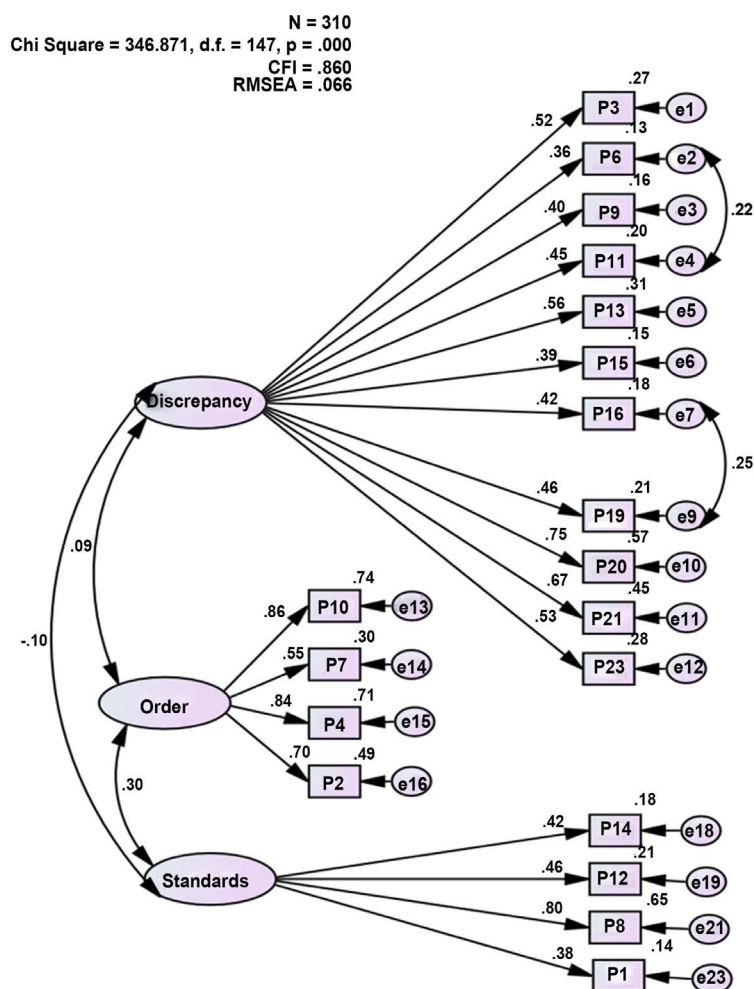 N = 310
Chi Square = 346.871, d.f. = 147, p = .000
CFI = .860
RMSEA = .066
.27
.52 P3 e1
.13
.36 P6 e2
.16
.40 P9 e3 .22
.20
.45 P11 e4
.31
.56 P13 e5
.15
.39 P15 e6
Discrepancy
.18
.42 P16 e7
.25
.46 .21
P19 e9
.75 .57
.09 P20 e10
.67 .45
.74 P21 e11
.86 P10 e13
.53 .28
-.10 P23 e12
.55 .30
P7 e14
Order
.84 .71
P4 e15
.70 .49
P2 e16
.30
.18
.42 P14 e18
.21
.46 P12 e19
Standards
.65
.80 P8 e21
.14
.38 P1 e23